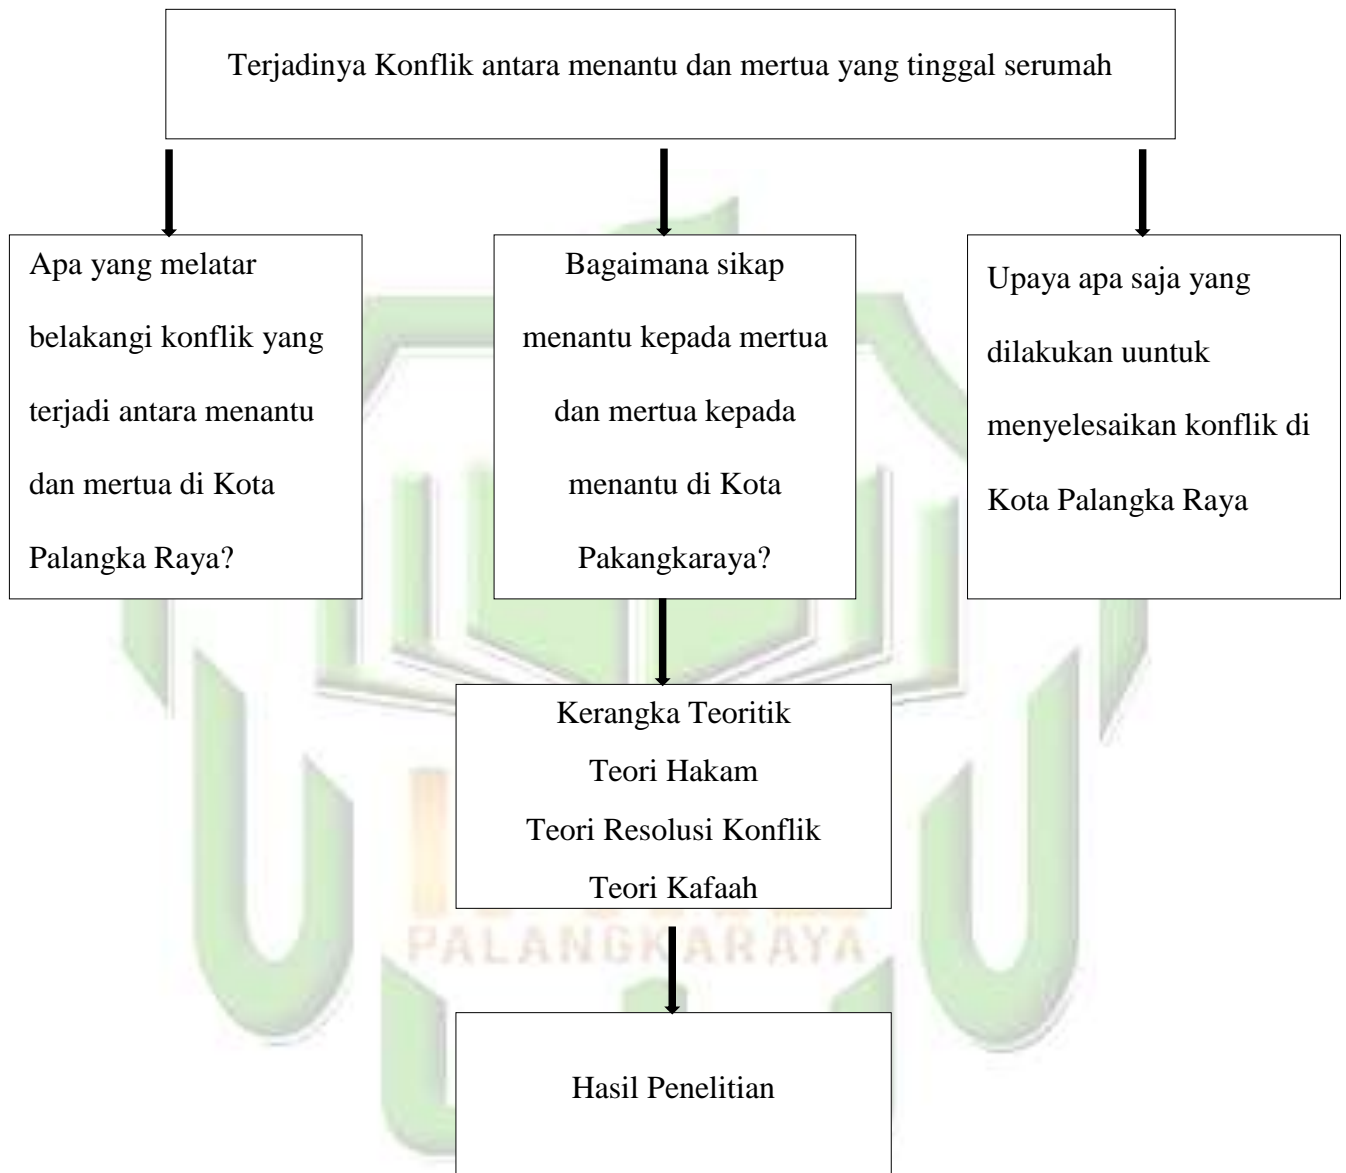 Terjadinya Konflik antara menantu dan mertua yang tinggal serumah
Apa yang melatar
belakangi konflik yang
terjadi antara menantu
dan mertua di Kota
Palangka Raya?
Bagaimana sikap
menantu kepada mertua
dan mertua kepada
menantu di Kota
Pakangkaraya?
Upaya apa saja yang
dilakukan uuntuk
menyelesaikan konflik di
Kota Palangka Raya
Kerangka Teoritik
Teori Hakam
Teori Resolusi Konflik
Teori Kafaah
PALANGKARAYA
Hasil Penelitian